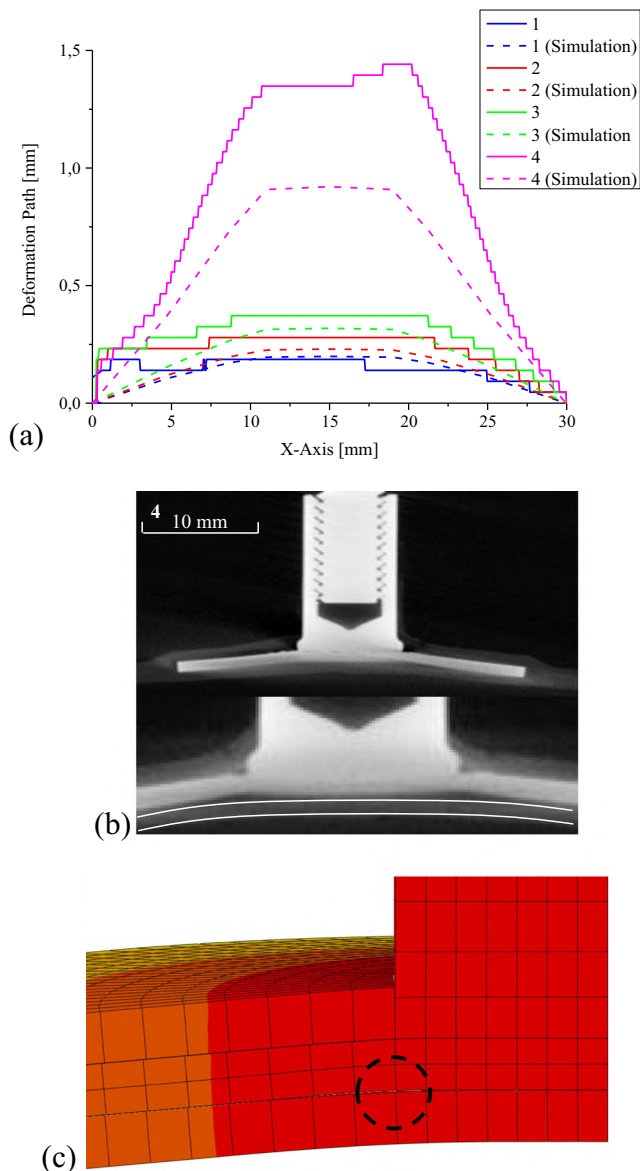 1,5
1,0
0,5
0,0
Deformation Path [mm]
0
5
10
15
20
25
30
X-Axis [mm]
1
1 (Simulation)
2
2 (Simulation)
3
3 (Simulation
4
4 (Simulation)
(a)
4
10 mm
(b)
(c)